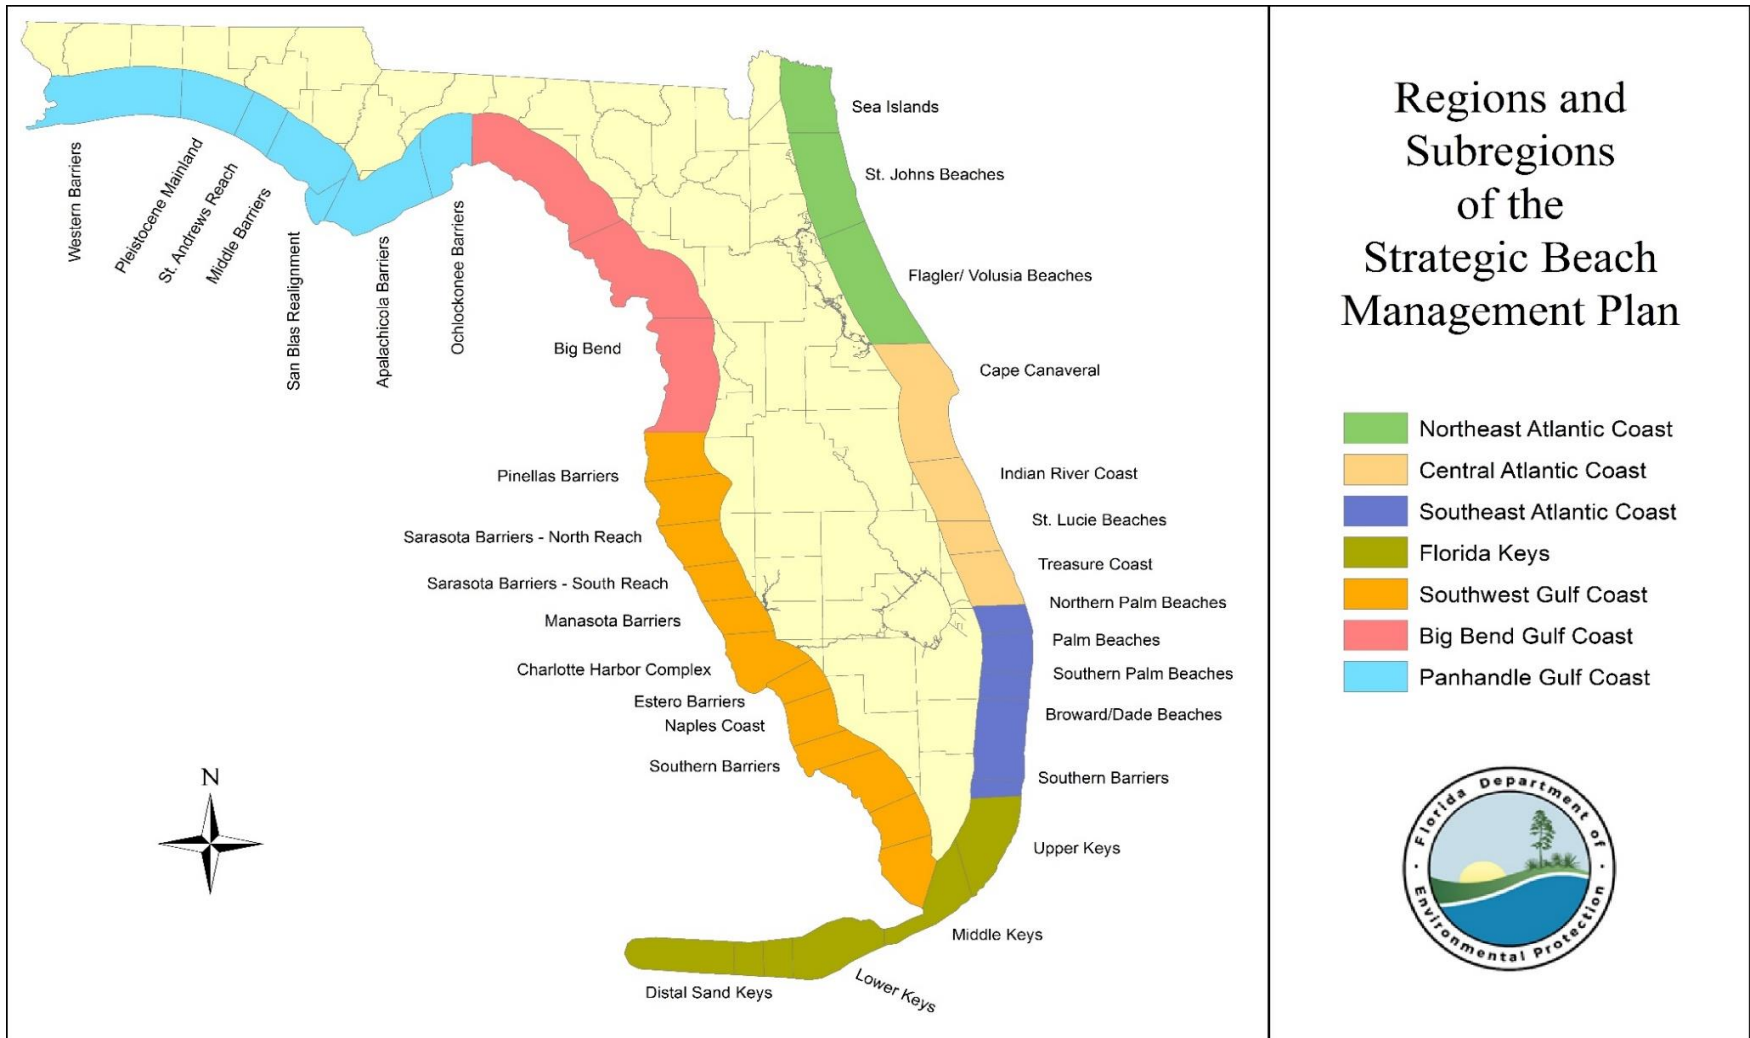 Regions and
Subregions
of the
Strategic Beach
Management Plan
Northeast Atlantic Coast
Central Atlantic Coast
Southeast Atlantic Coast
Florida Keys
Southwest Gulf Coast
Big Bend Gulf Coast
Panhandle Gulf Coast
Western Barriers
Pleistocene Mainland
St. Andrews Reach
Middle Barriers
San Blas Realignment
Apalachicola Barriers
Ochlockonee Barriers
Big Bend
Pinellas Barriers
Sarasota Barriers - North Reach
Sarasota Barriers - South Reach
Manasota Barriers
Charlotte Harbor Complex
Estero Barriers
Naples Coast
Southern Barriers
Sea Islands
St. Johns Beaches
Flagler/ Volusia Beaches
Cape Canaveral
Indian River Coast
St. Lucie Beaches
Treasure Coast
Northern Palm Beaches
Palm Beaches
Southern Palm Beaches
Broward/Dade Beaches
Southern Barriers
Upper Keys
Middle Keys
Lower Keys
Distal Sand Keys
N
Florida Department of
Environmental Protection